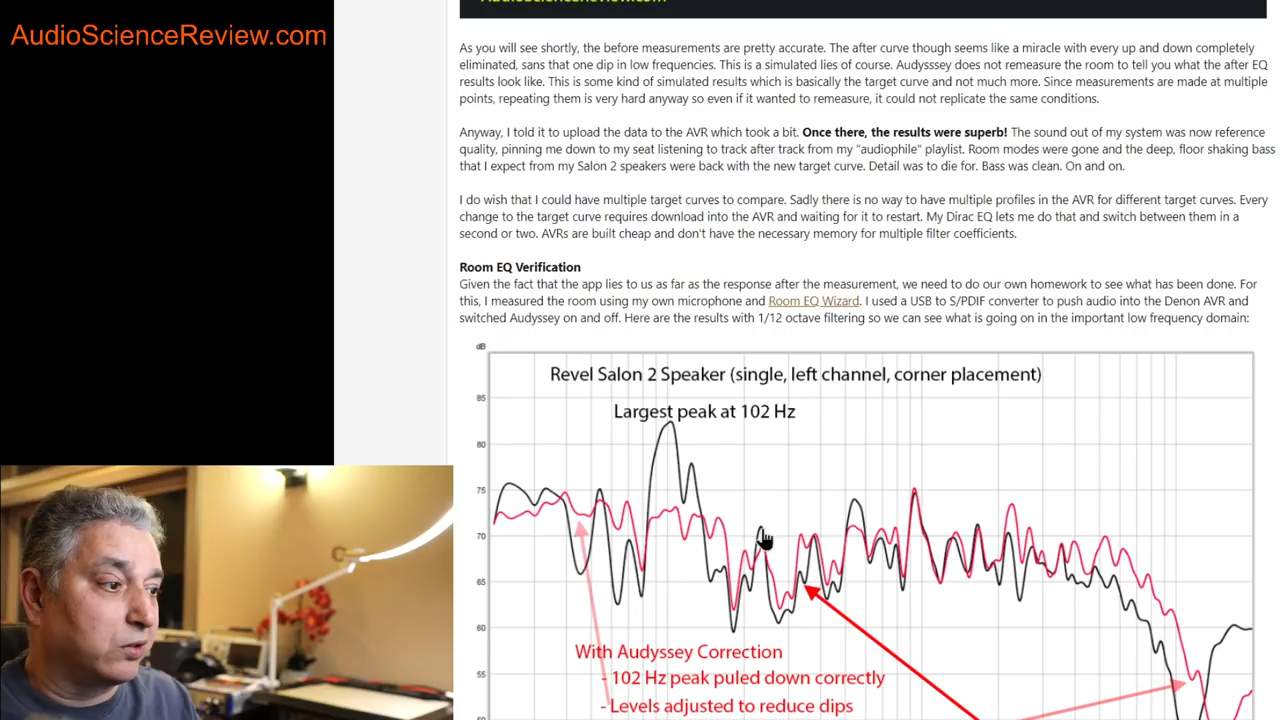 AudioScienceReview.com
AudioScienceReview.com
As you will see shortly, the before measurements are pretty accurate. The after curve though seems like a miracle with every up and down completely
eliminated, sans that one dip in low frequencies. This is a simulated lies of course. Audysssey does not remeasure the room to tell you what the after EQ
results look like. This is some kind of simulated results which is basically the target curve and not much more. Since measurements are made at multiple
points, repeating them is very hard anyway so even if it wanted to remeasure, it could not replicate the same conditions.
Anyway, I told it to upload the data to the AVR which took a bit. Once there, the results were superb! The sound out of my system was now reference
quality, pinning me down to my seat listening to track after track from my "audiophile" playlist. Room modes were gone and the deep, floor shaking bass
that I expect from my Salon 2 speakers were back with the new target curve. Detail was to die for. Bass was clean. On and on.
I do wish that I could have multiple target curves to compare. Sadly there is no way to have multiple profiles in the AVR for different target curves. Every
change to the target curve requires download into the AVR and waiting for it to restart. My Dirac EQ lets me do that and switch between them in a
second or two. AVRs are built cheap and don't have the necessary memory for multiple filter coefficients.
Room EQ Verification
Given the fact that the app lies to us as far as the response after the measurement, we need to do our own homework to see what has been done. For
this, I measured the room using my own microphone and Room EQ Wizard. I used a USB to S/PDIF converter to push audio into the Denon AVR and
switched Audyssey on and off. Here are the results with 1/12 octave filtering so we can see what is going on in the important low frequency domain:
dB
Revel Salon 2 Speaker (single, left channel, corner placement)
85
Largest peak at 102 Hz
80
75
70
65
60
With Audyssey Correction
- 102 Hz peak puled down correctly
55
- Levels adjusted to reduce dips